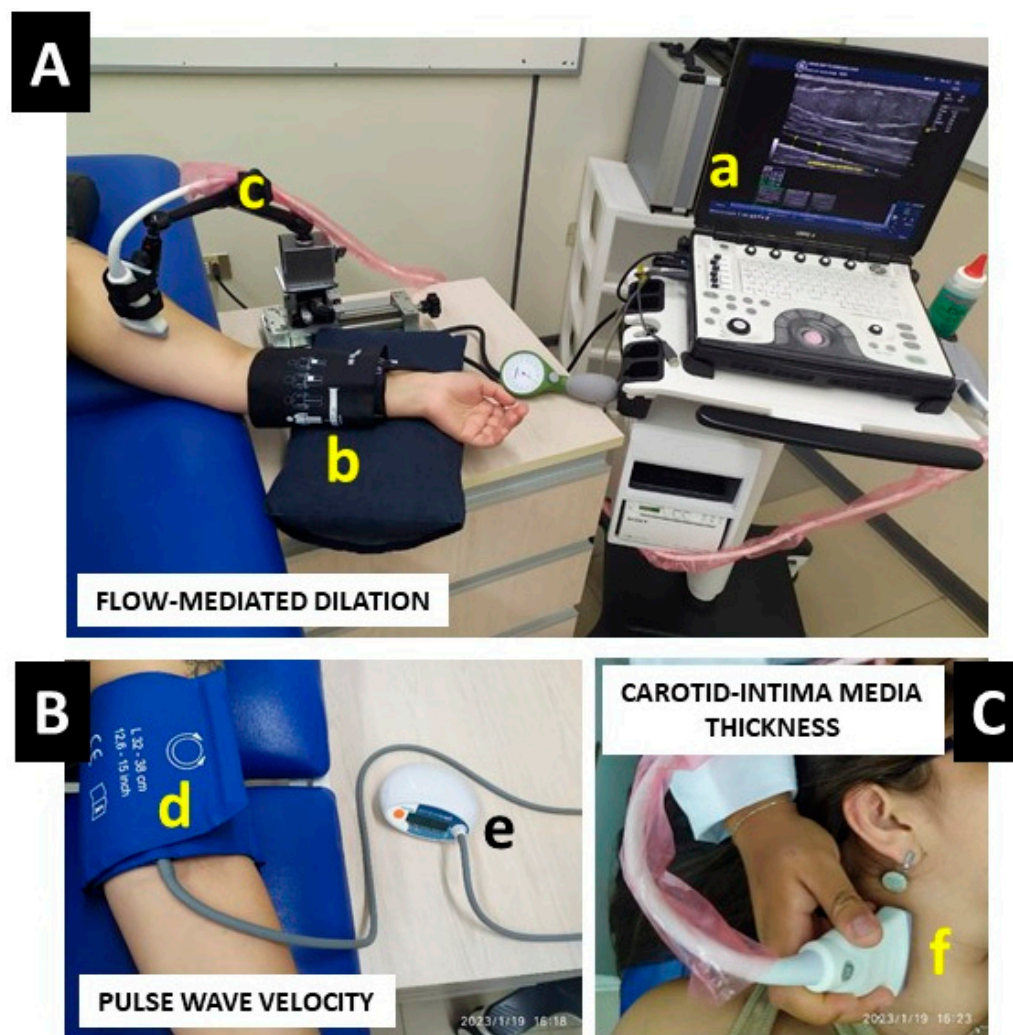 A
c
a
b
FLOW-MEDIATED DILATION
B
L 32 - 38 cm
12.6 - 15 inch
CE
d
e
PULSE WAVE VELOCITY
2023/1/19 16:18
CAROTID-INTIMA MEDIA
THICKNESS
C
f
2023/1/19 16:23